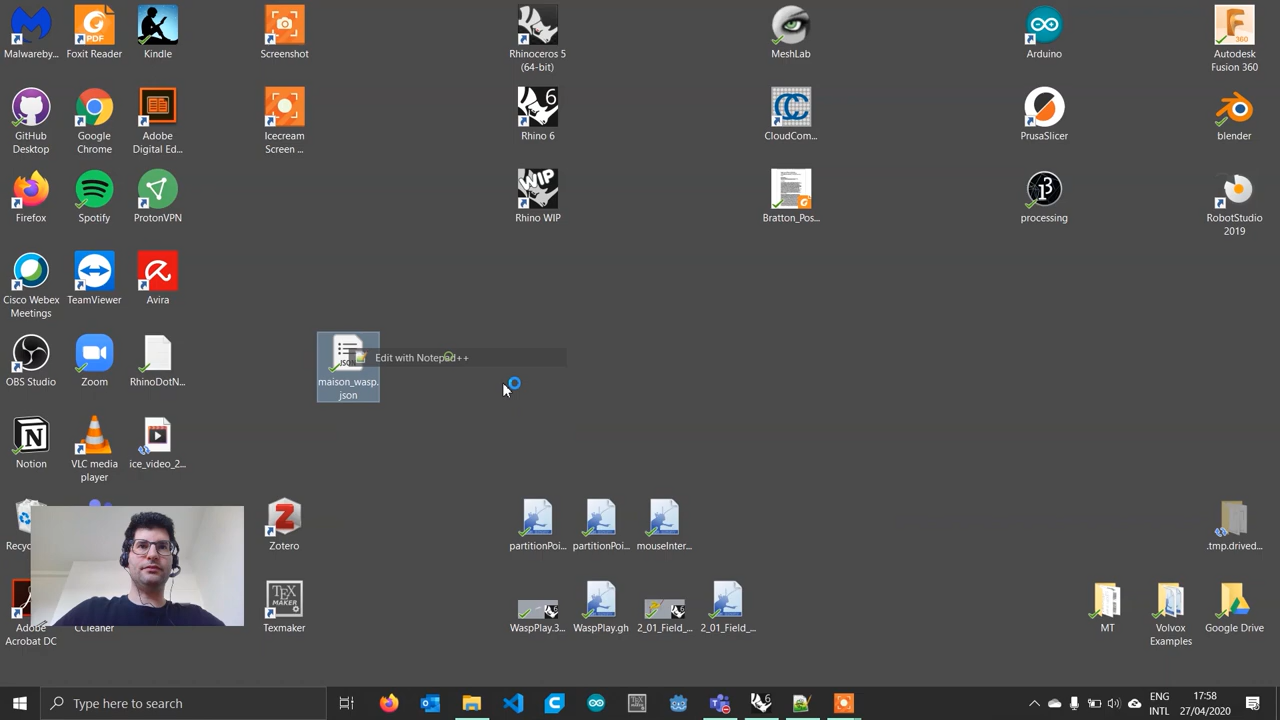 Malwareby...
Foxit Reader
Kindle
Screenshot
Rhinoceros 5
(64-bit)
MeshLab
Arduino
Autodesk
Fusion 360
GitHub
Desktop
Google
Chrome
Adobe
Digital Ed...
Icecream
Screen ...
Rhino 6
CloudCom...
PrusaSlicer
blender
Firefox
Spotify
ProtonVPN
Rhino WIP
Bratton_Pos...
processing
RobotStudio
2019
Cisco Webex
Meetings
TeamViewer
Avira
OBS Studio
Zoom
RhinoDotN...
maison_wasp.
json
Edit with Notepad++
Notion
VLC media
player
ice_video_2...
Recy
Zotero
partitionPoi...
partitionPoi...
mouseInter...
.tmp.drived...
Adobe
Acrobat DC
CCleaner
Texmaker
WaspPlay.3...
WaspPlay.gh
2_01_Field_...
2_01_Field_...
MT
Volvox
Examples
Google Drive
Type here to search
ENG
INTL
17:58
27/04/2020